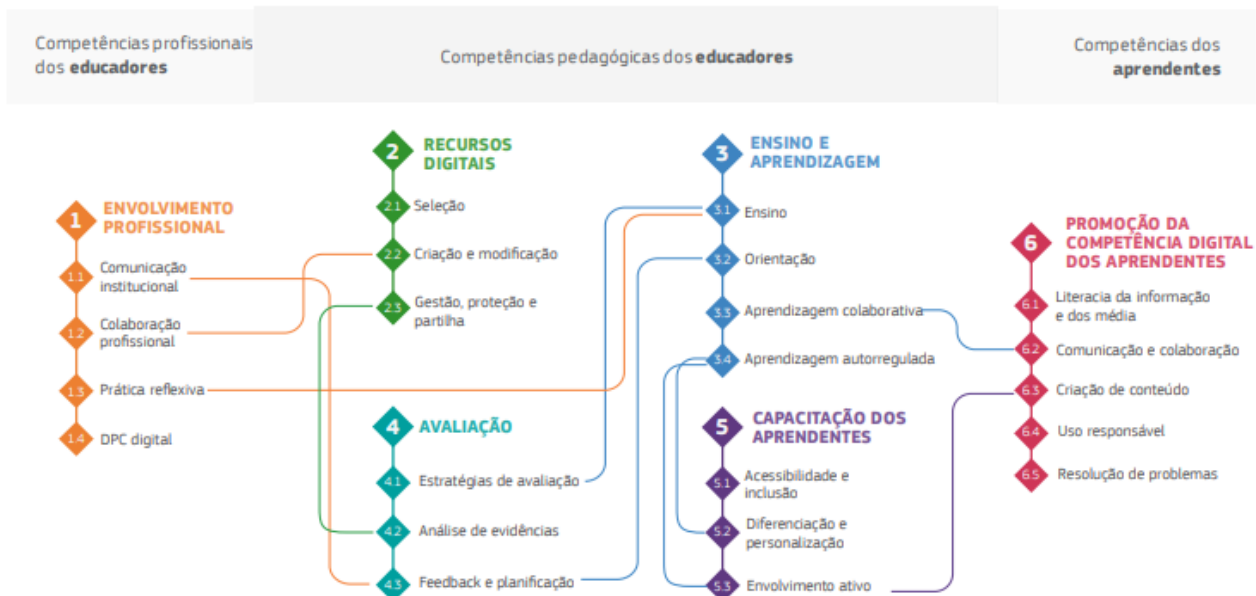 Competências profissionais
dos educadores
Competências pedagógicas dos educadores
Competências dos
aprendentes
1
ENVOLVIMENTO
PROFISSIONAL
1.1
Comunicação
institucional
1.2
Colaboração
profissional
1.3
Prática reflexiva
1.4
DPC digital
2
RECURSOS
DIGITAIS
2.1
Seleção
2.2
Criação e modificação
2.3
Gestão, proteção e
partilha
3
ENSINO E
APRENDIZAGEM
3.1
Ensino
3.2
Orientação
3.3
Aprendizagem colaborativa
3.4
Aprendizagem autorregulada
4
AVALIAÇÃO
4.1
Estratégias de avaliação
4.2
Análise de evidências
4.3
Feedback e planificação
5
CAPACITAÇÃO DOS
APRENDENTES
5.1
Acessibilidade e
inclusão
5.2
Diferenciação e
personalização
5.3
Envolvimento ativo
6
PROMOÇÃO DA
COMPETÊNCIA DIGITAL
DOS APRENDENTES
6.1
Literacia da informação
e dos média
6.2
Comunicação e colaboração
6.3
Criação de conteúdo
6.4
Uso responsável
6.5
Resolução de problemas